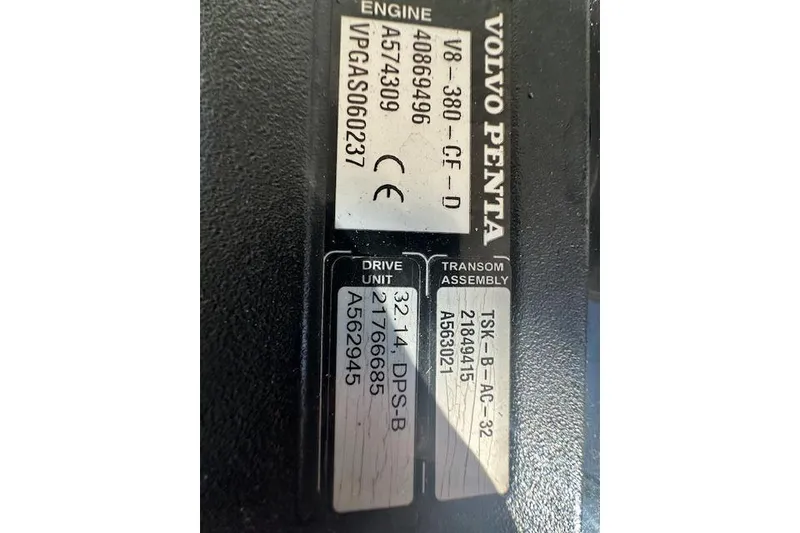 VOLVO PENTA
ENGINE
V8-380-CE-D
40869496
A574309
VPGAS060237
CE
TRANSOM
ASSEMBLY
TSK-B-AC-32
21849415
A563021
DRIVE
UNIT
32.14, DPS-B
21766685
A562945